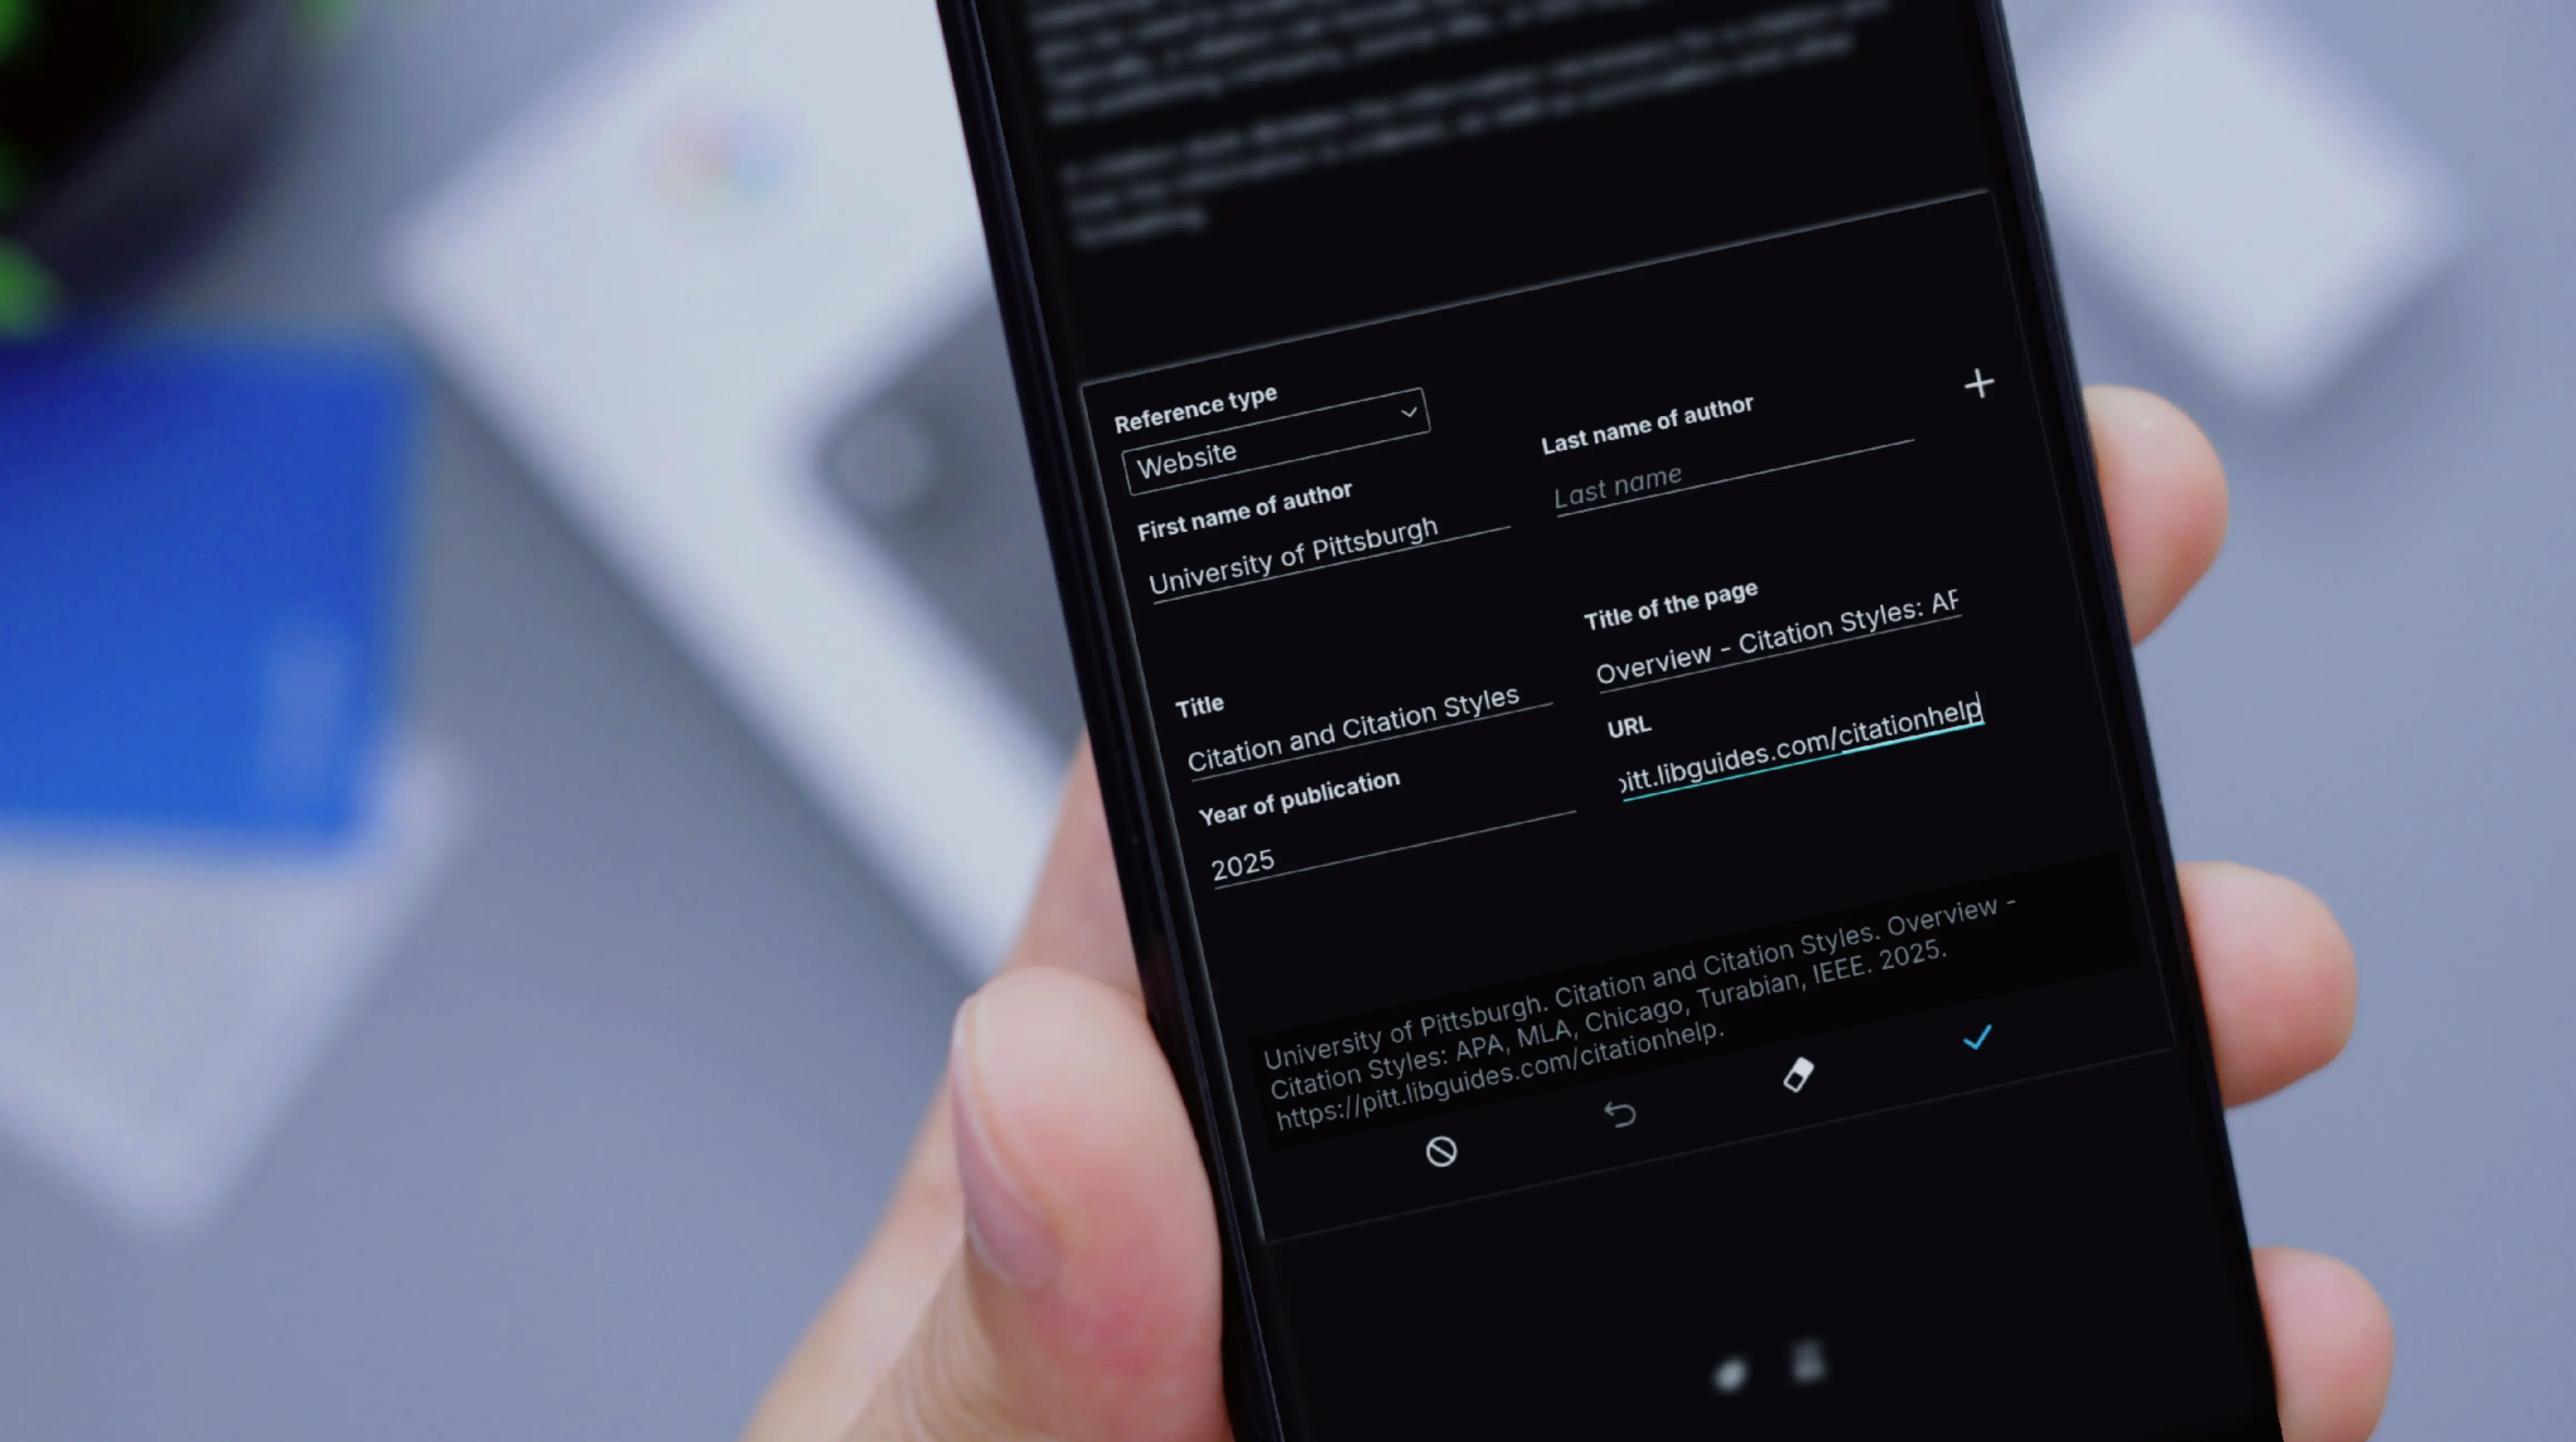 Reference type
Website
First name of author
University of Pittsburgh
Last name of author
Last name
Title
Citation and Citation Styles
Title of the page
Overview - Citation Styles: AP
Year of publication
2025
URL
pitt.libguides.com/citationhelp
University of Pittsburgh. Citation and Citation Styles. Overview -
Citation Styles: APA, MLA, Chicago, Turabian, IEEE. 2025.
https://pitt.libguides.com/citationhelp.